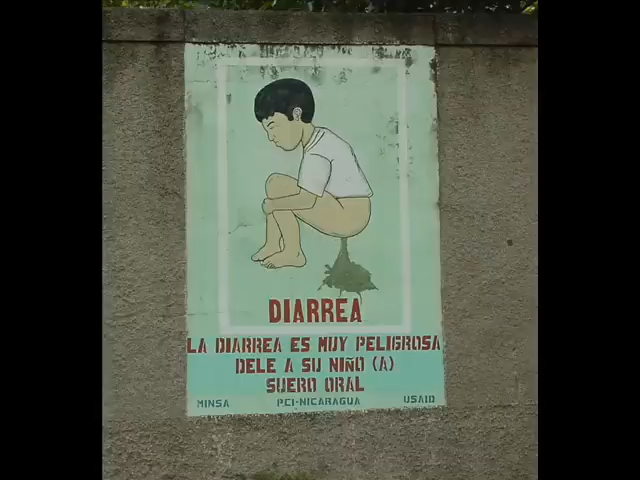 DIARREA
LA DIARREA ES MUY PELIGROSA
DELE A SU NIÑO (A)
SUERO ORAL
MINSA PCI-NICARAGUA USAID